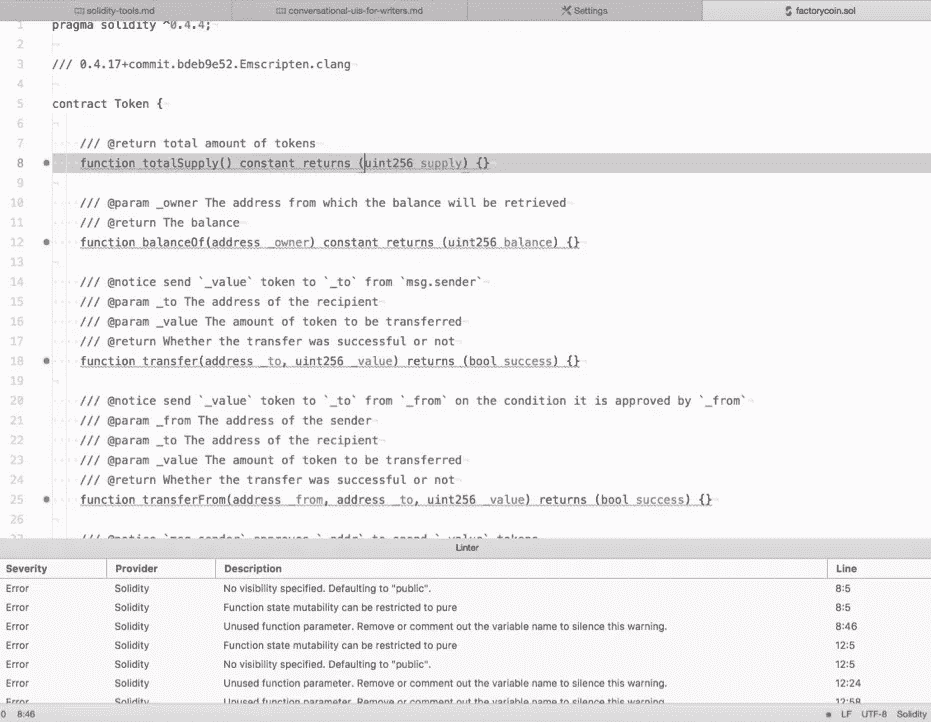 solidity-tools.md conversational-uis-for-writers.md Settings factorycoin.sol
1 pragma solidity ^0.4.4;
2
3 /// 0.4.17+commit.bdeb9e52.Emscripten.clang
4
5 contract Token {
6
7 /// @return total amount of tokens
8 function totalSupply() constant returns (uint256 supply) {}
9
10 /// @param _owner The address from which the balance will be retrieved
11 /// @return The balance
12 function balanceOf(address _owner) constant returns (uint256 balance) {}
13
14 /// @notice send `_value` token to `_to` from `msg.sender`
15 /// @param _to The address of the recipient
16 /// @param _value The amount of token to be transferred
17 /// @return Whether the transfer was successful or not
18 function transfer(address _to, uint256 _value) returns (bool success) {}
19
20 /// @notice send `_value` token to `_to` from `_from` on the condition it is approved by `_from`
21 /// @param _from The address of the sender
22 /// @param _to The address of the recipient
23 /// @param _value The amount of token to be transferred
24 /// @return Whether the transfer was successful or not
25 function transferFrom(address _from, address _to, uint256 _value) returns (bool success) {}
26
27 /// @notice `msg.sender` approves `_addr` to spend `_value` tokens
Linter
Severity Provider Description Line
Error Solidity No visibility specified. Defaulting to "public". 8:5
Error Solidity Function state mutability can be restricted to pure 8:5
Error Solidity Unused function parameter. Remove or comment out the variable name to silence this warning. 8:46
Error Solidity Function state mutability can be restricted to pure 12:5
Error Solidity No visibility specified. Defaulting to "public". 12:5
Error Solidity Unused function parameter. Remove or comment out the variable name to silence this warning. 12:24
Error Solidity Unused function parameter. Remove or comment out the variable name to silence this warning. 12:58
0 8:46 LF UTF-8 Solidity